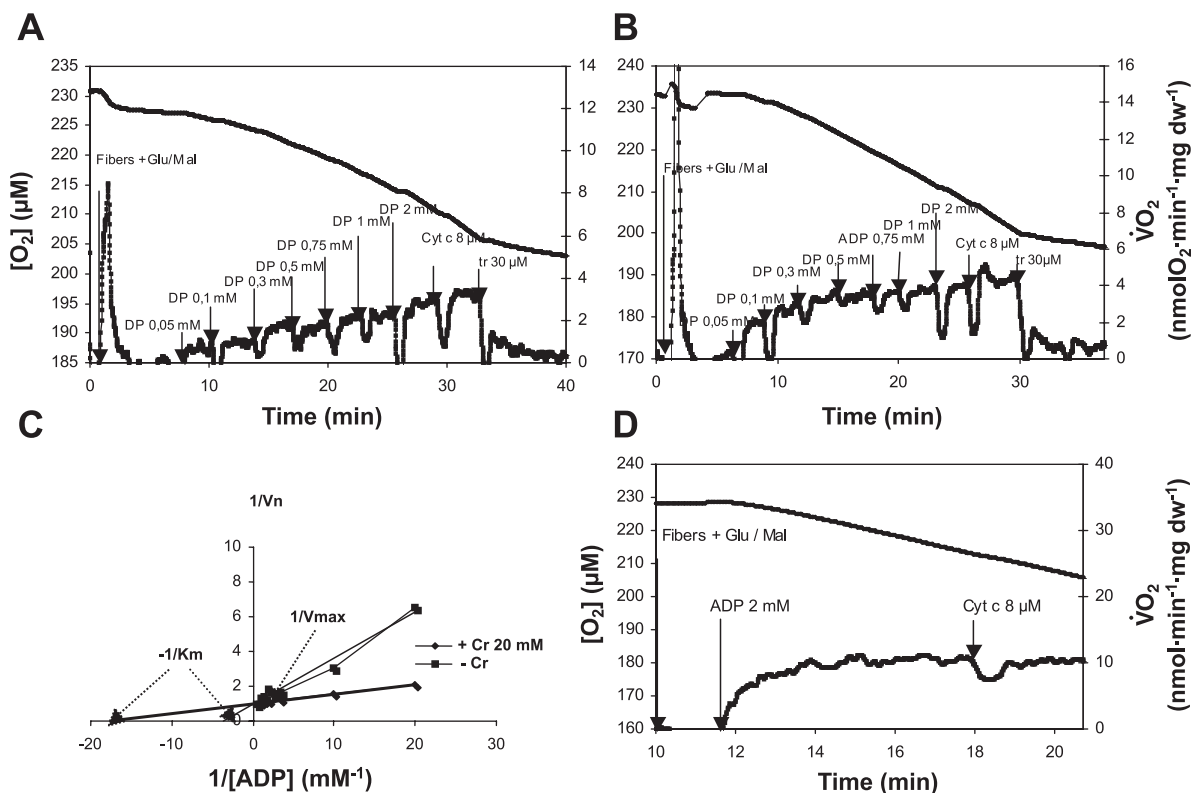 A
[O2] (µM)
235
230
225
220
215
210
205
200
195
190
185
14
12
10
8
6
4
2
0
Fibers +Glu/Mal
DP 0,05 mM
DP 0,1 mM
DP 0,3 mM
DP 0,5 mM
DP 0,75 mM
DP 1 mM
DP 2 mM
Cyt c 8 µM
tr 30 µM
0 10 20 30 40
Time (min)
B
240
230
220
210
200
190
180
170
16
14
12
10
8
6
4
2
0
V̇O2
(nmolO2·min-1·mg dw-1)
Fibers +Glu /Mal
DP 0,05 mM
DP 0,1 mM
DP 0,3 mM
DP 0,5 mM
ADP 0,75 mM
DP 1 mM
DP 2 mM
Cyt c 8 µM
tr 30µM
0 10 20 30
Time (min)
C
1/Vn
10
8
6
4
2
0
1/Vmax
-1/Km
+ Cr 20 mM
- Cr
-20 -10 0 10 20 30
1/[ADP] (mM-1)
D
[O2] (µM)
240
230
220
210
200
190
180
170
160
40
30
20
10
0
V̇O2
(nmol·min-1·mg dw-1)
Fibers + Glu / Mal
ADP 2 mM
Cyt c 8 µM
10 12 14 16 18 20
Time (min)